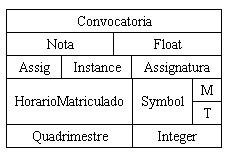 Convocatoria
Nota Float
Assig Instance Assignatura
HorarioMatriculado Symbol M
T
Quadrimestre Integer